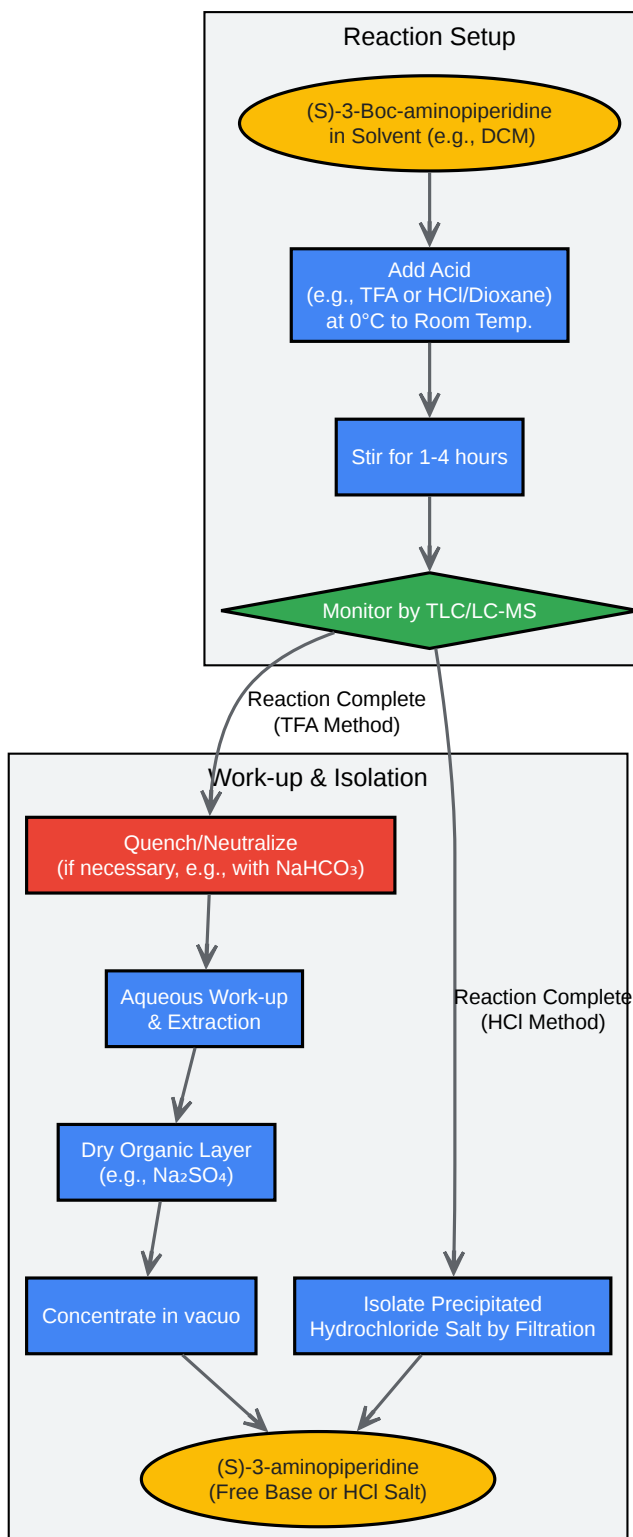 Reaction Setup
(S)-3-Boc-aminopiperidine
in Solvent (e.g., DCM)
Add Acid
(e.g., TFA or HCl/Dioxane)
at 0°C to Room Temp.
Stir for 1-4 hours
Monitor by TLC/LC-MS
Reaction Complete
(TFA Method)
Work-up & Isolation
Quench/Neutralize
(if necessary, e.g., with NaHCO₃)
Aqueous Work-up
& Extraction
Reaction Complete
(HCl Method)
Dry Organic Layer
(e.g., Na₂SO₄)
Concentrate in vacuo
Isolate Precipitated
Hydrochloride Salt by Filtration
(S)-3-aminopiperidine
(Free Base or HCl Salt)